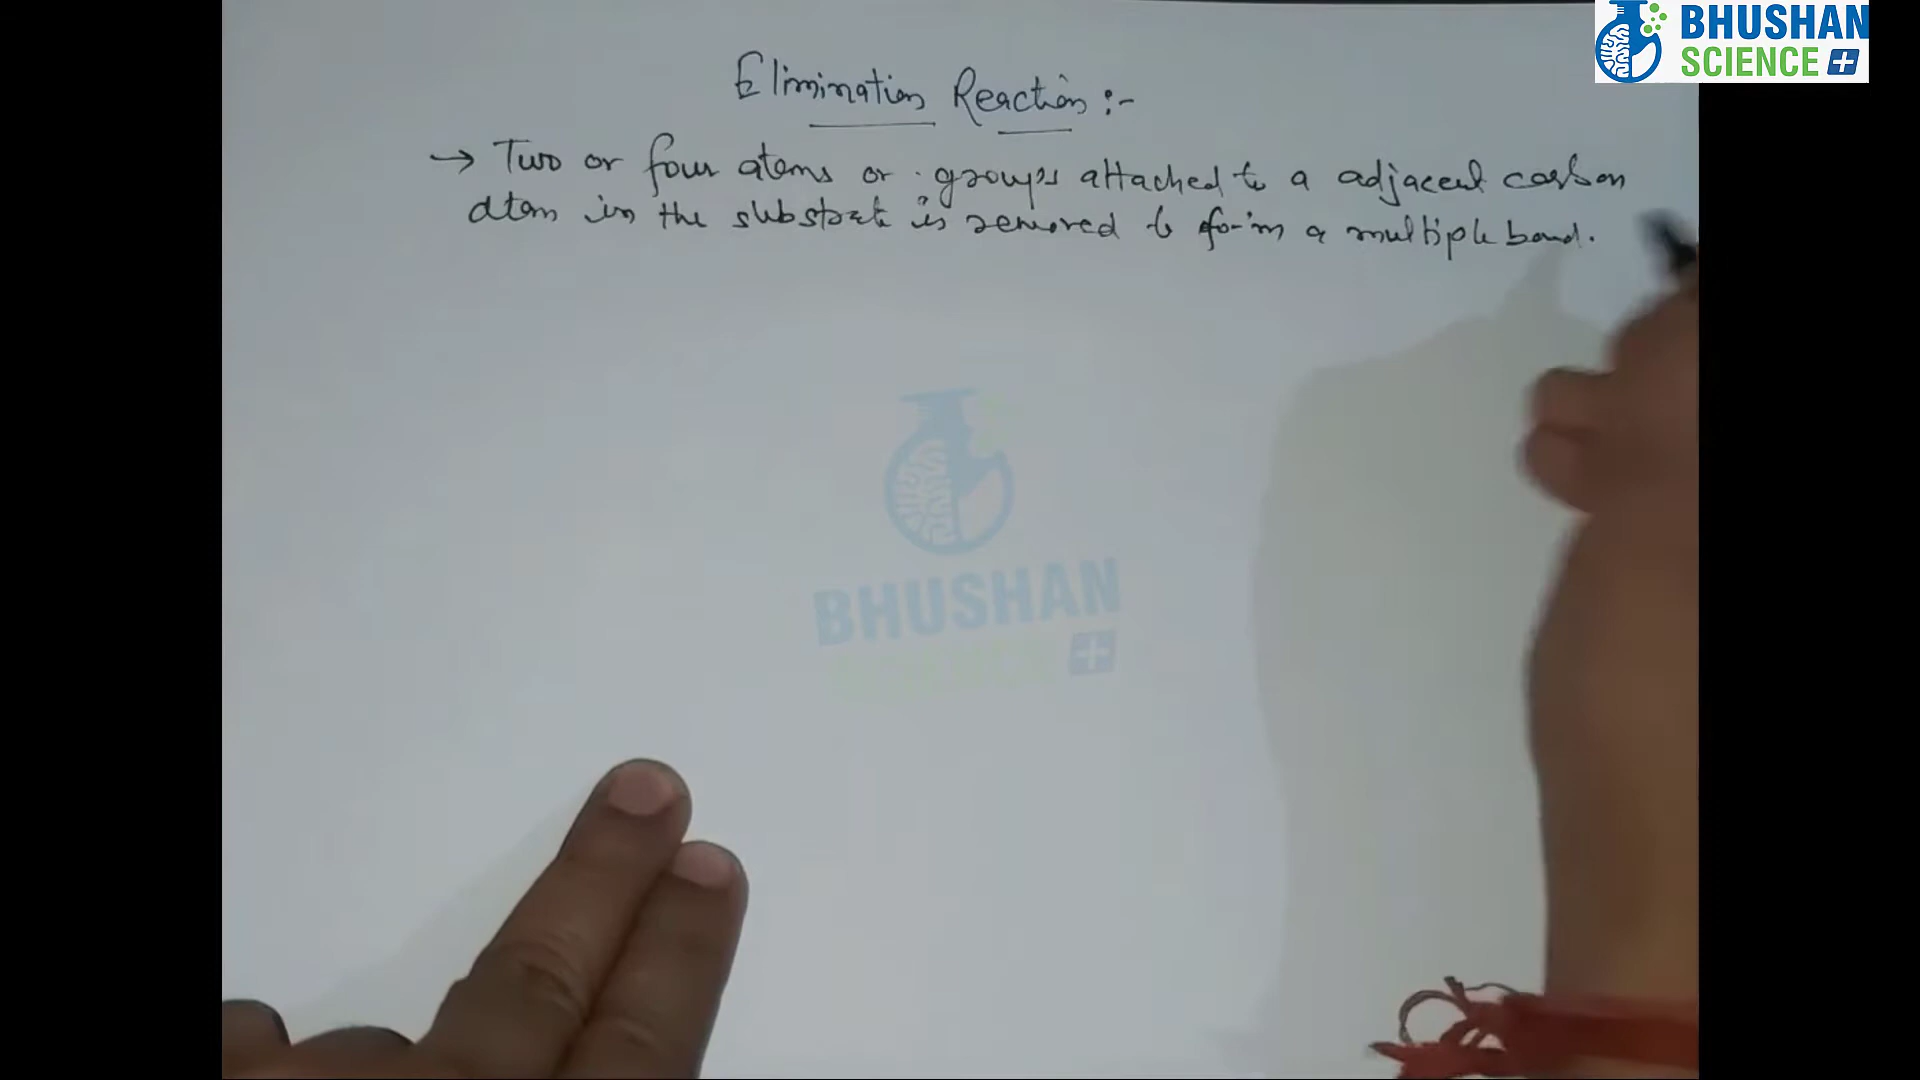 BHUSHAN
SCIENCE +
Elimination Reaction :-
→ Two or four atoms or groups attached to a adjacent carbon
atom in the substrate is removed to form a multiple bond.
BHUSHAN
SCIENCE +